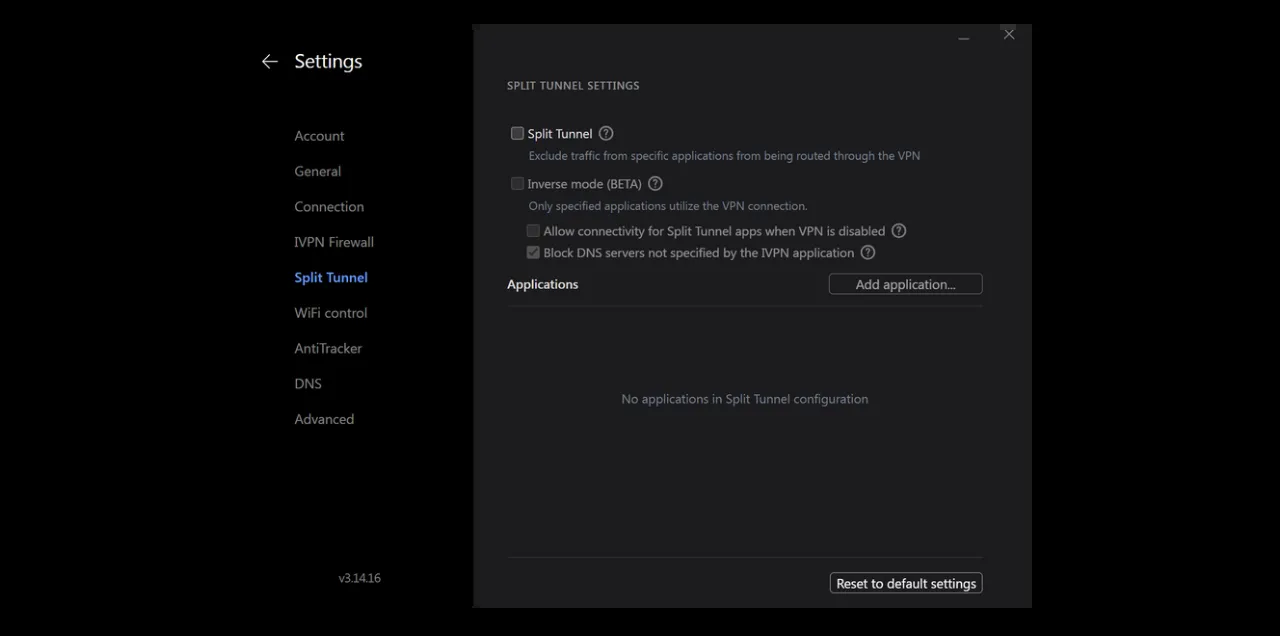 Settings
Account
General
Connection
IVPN Firewall
Split Tunnel
WiFi control
AntiTracker
DNS
Advanced
v3.14.16
SPLIT TUNNEL SETTINGS
Split Tunnel ?
Exclude traffic from specific applications from being routed through the VPN
Inverse mode (BETA) ?
Only specified applications utilize the VPN connection.
Allow connectivity for Split Tunnel apps when VPN is disabled ?
Block DNS servers not specified by the IVPN application ?
Applications Add application...
No applications in Split Tunnel configuration
Reset to default settings